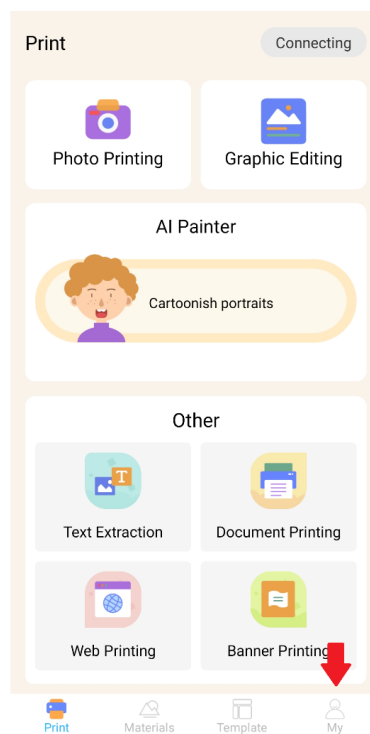 Print
Connecting
Photo Printing
Graphic Editing
AI Painter
Cartoonish portraits
Other
T
Text Extraction
Document Printing
Web Printing
Banner Printing
Print
Materials
Template
My